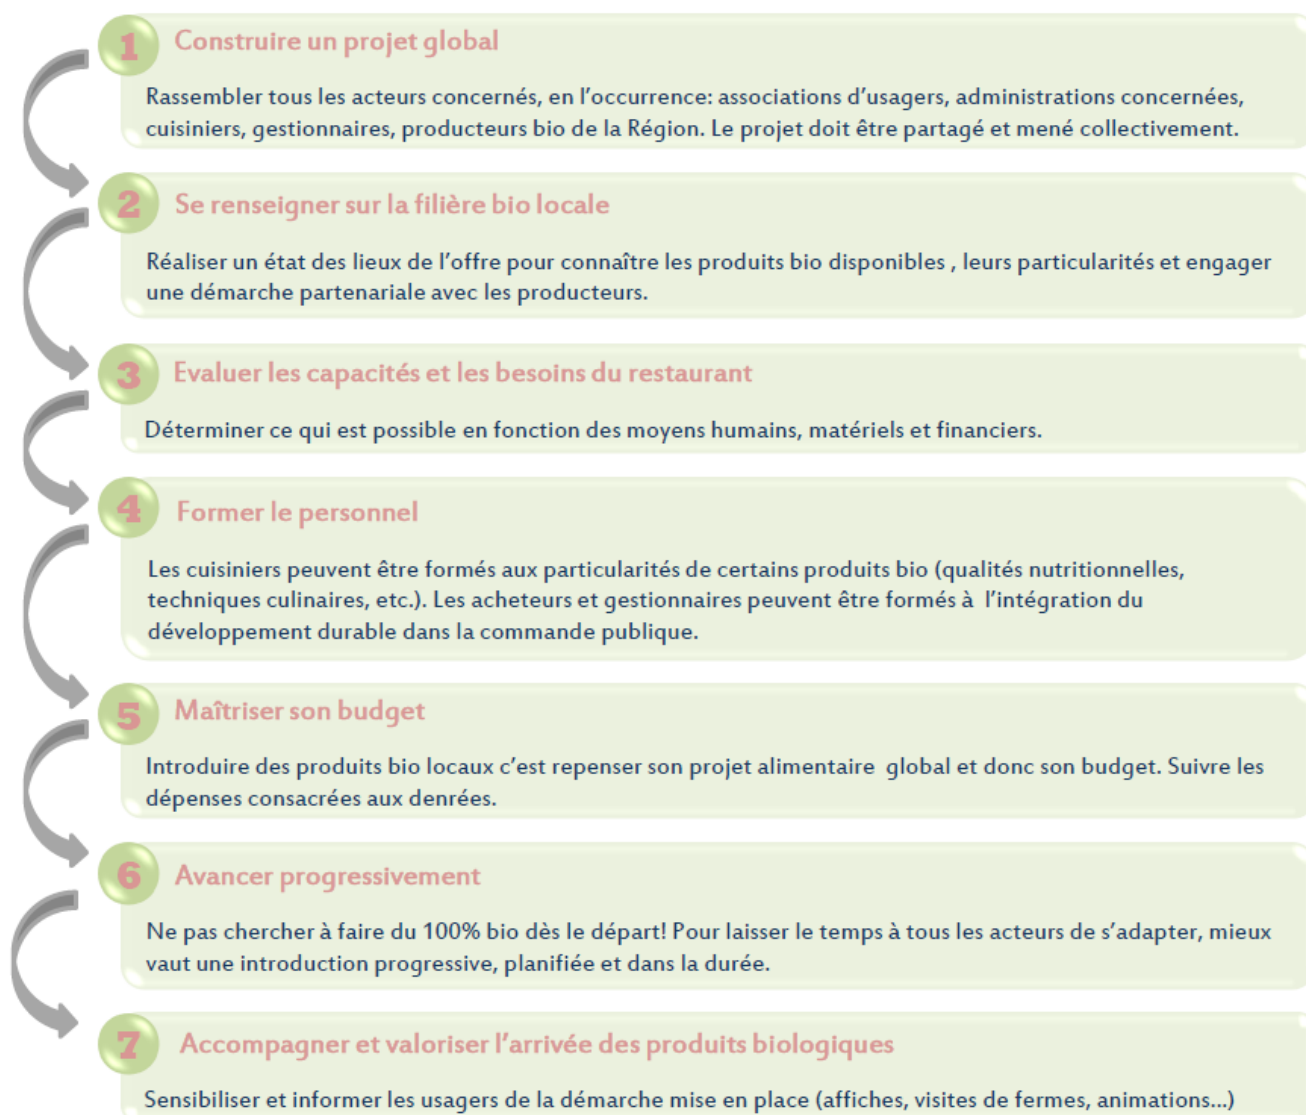 1 Construire un projet global
Rassembler tous les acteurs concernés, en l'occurrence: associations d'usagers, administrations concernées,
cuisiniers, gestionnaires, producteurs bio de la Région. Le projet doit être partagé et mené collectivement.
2 Se renseigner sur la filière bio locale
Réaliser un état des lieux de l'offre pour connaître les produits bio disponibles , leurs particularités et engager
une démarche partenariale avec les producteurs.
3 Evaluer les capacités et les besoins du restaurant
Déterminer ce qui est possible en fonction des moyens humains, matériels et financiers.
4 Former le personnel
Les cuisiniers peuvent être formés aux particularités de certains produits bio (qualités nutritionnelles,
techniques culinaires, etc.). Les acheteurs et gestionnaires peuvent être formés à l'intégration du
développement durable dans la commande publique.
5 Maîtriser son budget
Introduire des produits bio locaux c'est repenser son projet alimentaire global et donc son budget. Suivre les
dépenses consacrées aux denrées.
6 Avancer progressivement
Ne pas chercher à faire du 100% bio dès le départ! Pour laisser le temps à tous les acteurs de s'adapter, mieux
vaut une introduction progressive, planifiée et dans la durée.
7 Accompagner et valoriser l'arrivée des produits biologiques
Sensibiliser et informer les usagers de la démarche mise en place (affiches, visites de fermes, animations...)